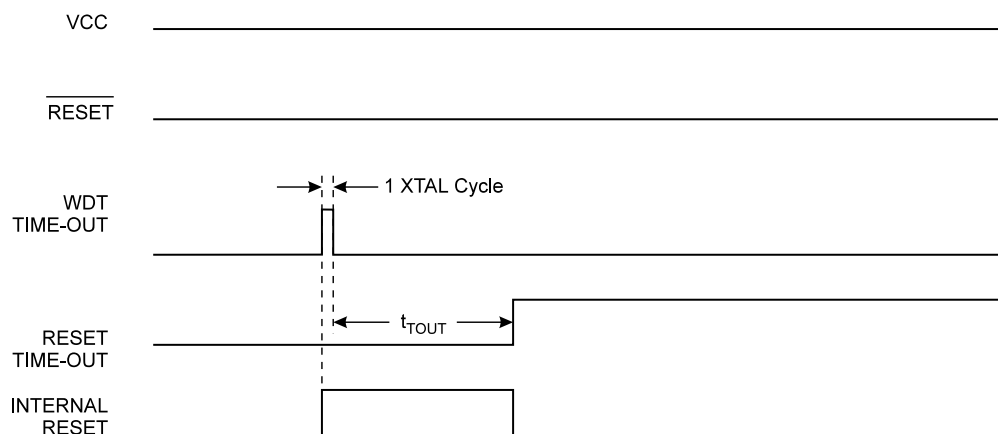 VCC
RESET
1 XTAL Cycle
WDT
TIME-OUT
tTOUT
RESET
TIME-OUT
INTERNAL
RESET